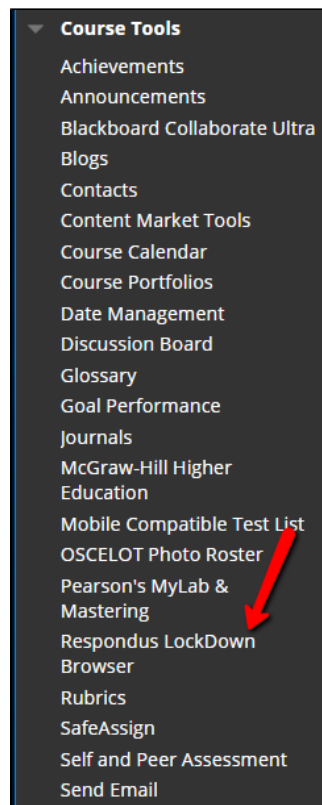 Course Tools
Achievements
Announcements
Blackboard Collaborate Ultra
Blogs
Contacts
Content Market Tools
Course Calendar
Course Portfolios
Date Management
Discussion Board
Glossary
Goal Performance
Journals
McGraw-Hill Higher
Education
Mobile Compatible Test List
OSCELOT Photo Roster
Pearson's MyLab &
Mastering
Respondus LockDown
Browser
Rubrics
SafeAssign
Self and Peer Assessment
Send Email